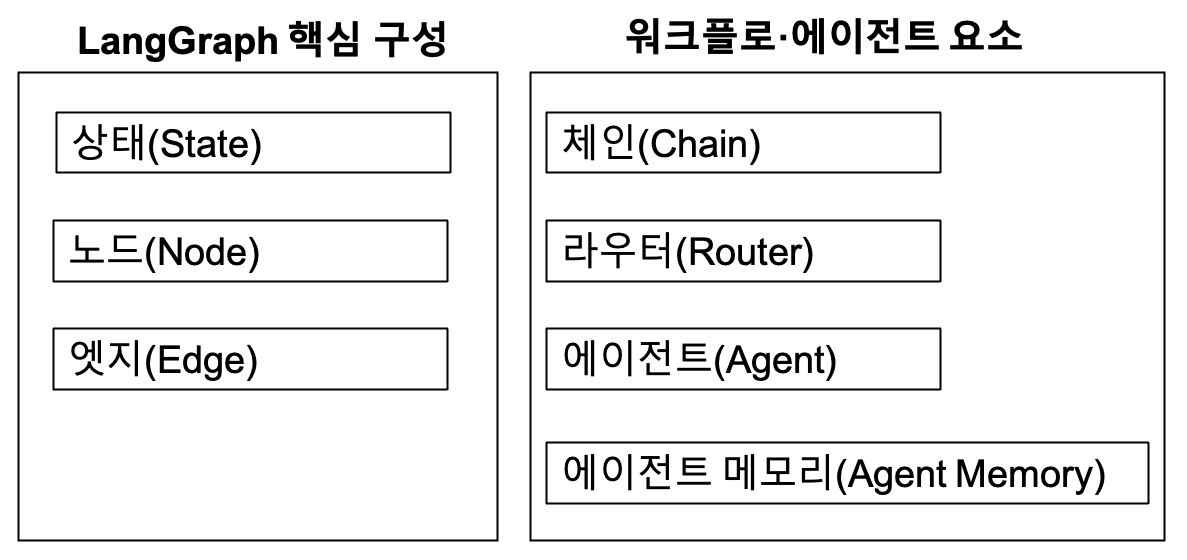 LangGraph 핵심 구성
상태(State)
노드(Node)
엣지(Edge)
워크플로·에이전트 요소
체인(Chain)
라우터(Router)
에이전트(Agent)
에이전트 메모리(Agent Memory)